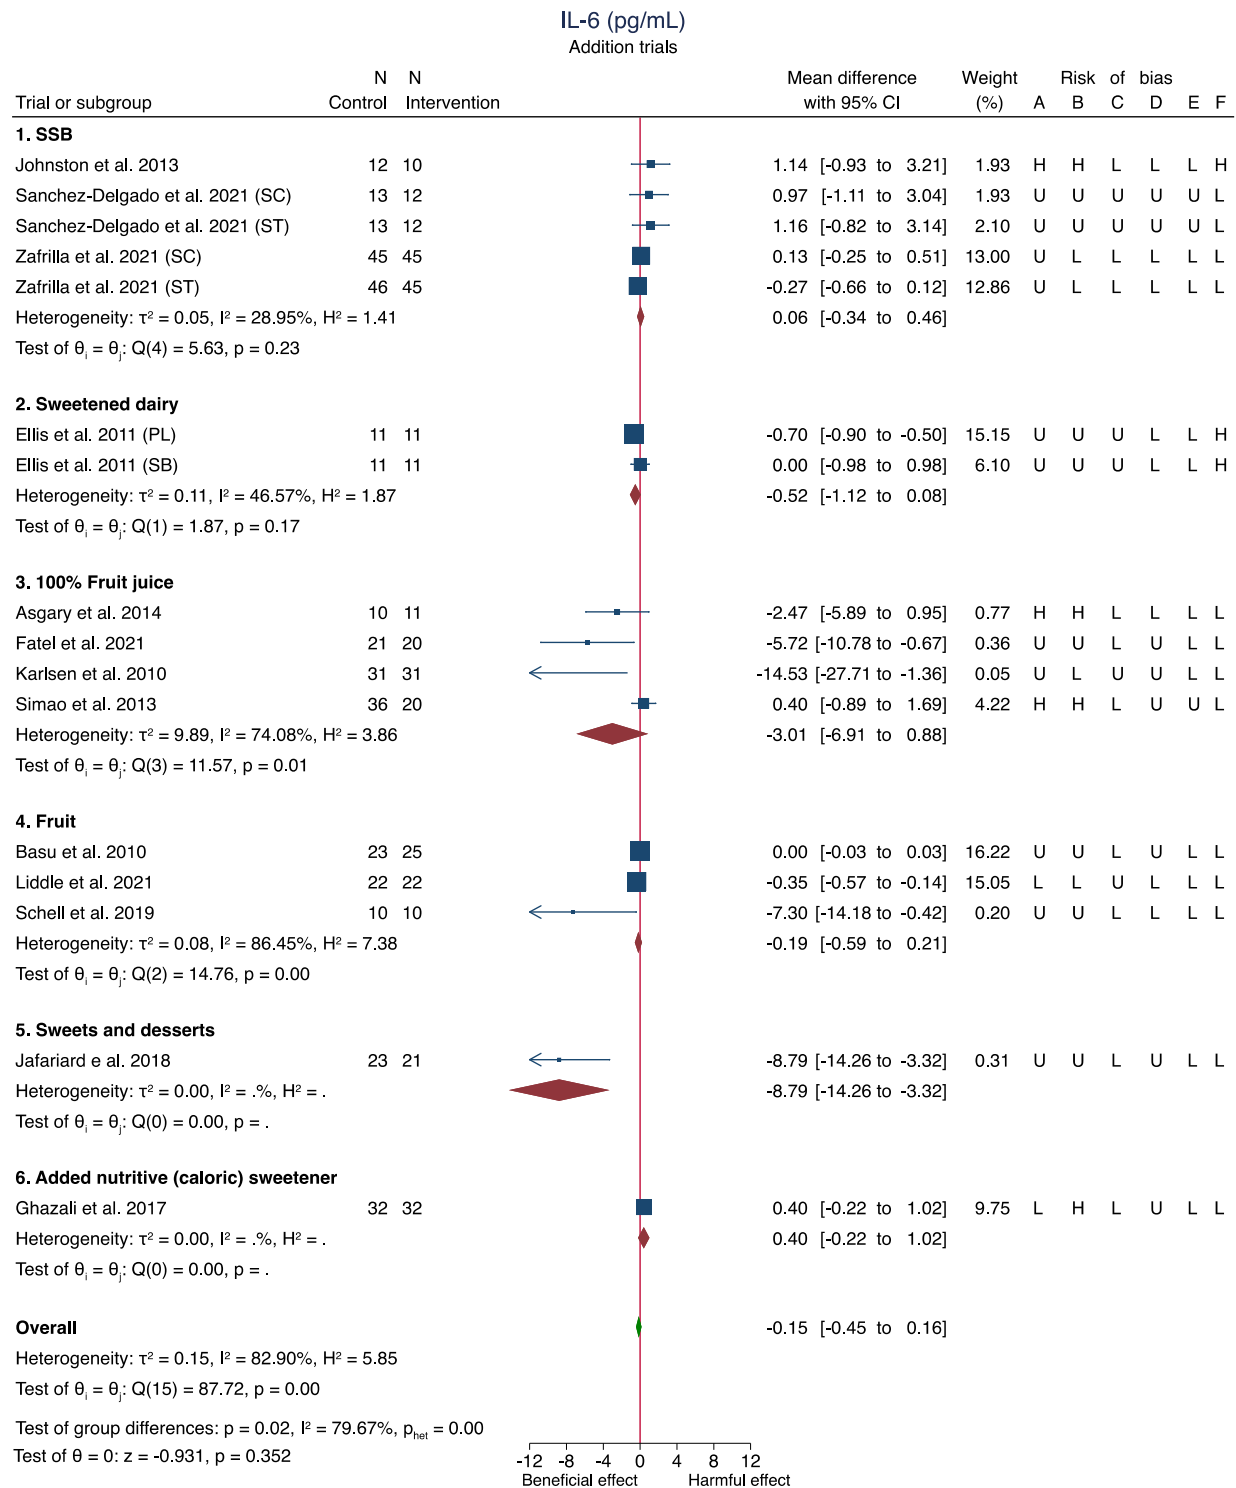 IL-6 (pg/mL)
Addition trials
N N Mean difference Weight Risk of bias
Trial or subgroup Control Intervention with 95% CI (%) A B C D E F
1. SSB
Johnston et al. 2013 12 10 1.14 [-0.93 to 3.21] 1.93 H H L L L H
Sanchez-Delgado et al. 2021 (SC) 13 12 0.97 [-1.11 to 3.04] 1.93 U U U U U L
Sanchez-Delgado et al. 2021 (ST) 13 12 1.16 [-0.82 to 3.14] 2.10 U U U U U L
Zafrilla et al. 2021 (SC) 45 45 0.13 [-0.25 to 0.51] 13.00 U L L L L L
Zafrilla et al. 2021 (ST) 46 45 -0.27 [-0.66 to 0.12] 12.86 U L L L L L
Heterogeneity: τ² = 0.05, I² = 28.95%, H² = 1.41 0.06 [-0.34 to 0.46]
Test of θᵢ = θⱼ: Q(4) = 5.63, p = 0.23
2. Sweetened dairy
Ellis et al. 2011 (PL) 11 11 -0.70 [-0.90 to -0.50] 15.15 U U U L L H
Ellis et al. 2011 (SB) 11 11 0.00 [-0.98 to 0.98] 6.10 U U U L L H
Heterogeneity: τ² = 0.11, I² = 46.57%, H² = 1.87 -0.52 [-1.12 to 0.08]
Test of θᵢ = θⱼ: Q(1) = 1.87, p = 0.17
3. 100% Fruit juice
Asgary et al. 2014 10 11 -2.47 [-5.89 to 0.95] 0.77 H H L L L L
Fatel et al. 2021 21 20 -5.72 [-10.78 to -0.67] 0.36 U U L U L L
Karlsen et al. 2010 31 31 -14.53 [-27.71 to -1.36] 0.05 U L U U L L
Simao et al. 2013 36 20 0.40 [-0.89 to 1.69] 4.22 H H L U U L
Heterogeneity: τ² = 9.89, I² = 74.08%, H² = 3.86 -3.01 [-6.91 to 0.88]
Test of θᵢ = θⱼ: Q(3) = 11.57, p = 0.01
4. Fruit
Basu et al. 2010 23 25 0.00 [-0.03 to 0.03] 16.22 U U L U L L
Liddle et al. 2021 22 22 -0.35 [-0.57 to -0.14] 15.05 L L U L L L
Schell et al. 2019 10 10 -7.30 [-14.18 to -0.42] 0.20 U U L L L L
Heterogeneity: τ² = 0.08, I² = 86.45%, H² = 7.38 -0.19 [-0.59 to 0.21]
Test of θᵢ = θⱼ: Q(2) = 14.76, p = 0.00
5. Sweets and desserts
Jafariard e al. 2018 23 21 -8.79 [-14.26 to -3.32] 0.31 U U L U L L
Heterogeneity: τ² = 0.00, I² = .%, H² = . -8.79 [-14.26 to -3.32]
Test of θᵢ = θⱼ: Q(0) = 0.00, p = .
6. Added nutritive (caloric) sweetener
Ghazali et al. 2017 32 32 0.40 [-0.22 to 1.02] 9.75 L H L U L L
Heterogeneity: τ² = 0.00, I² = .%, H² = . 0.40 [-0.22 to 1.02]
Test of θᵢ = θⱼ: Q(0) = 0.00, p = .
Overall -0.15 [-0.45 to 0.16]
Heterogeneity: τ² = 0.15, I² = 82.90%, H² = 5.85
Test of θᵢ = θⱼ: Q(15) = 87.72, p = 0.00
Test of group differences: p = 0.02, I² = 79.67%, pₕₑₜ = 0.00
Test of θ = 0: z = -0.931, p = 0.352
-12 -8 -4 0 4 8 12
Beneficial effect Harmful effect